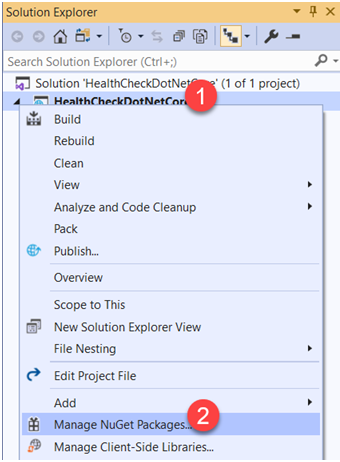 Solution Explorer
Search Solution Explorer (Ctrl+;)
Solution 'HealthCheckDotNetCore' (1 of 1 project)
HealthCheckDotNetCore
1
Build
Rebuild
Clean
View
Analyze and Code Cleanup
Pack
Publish...
Overview
Scope to This
New Solution Explorer View
File Nesting
Edit Project File
Add
Manage NuGet Packages...
2
Manage Client-Side Libraries...